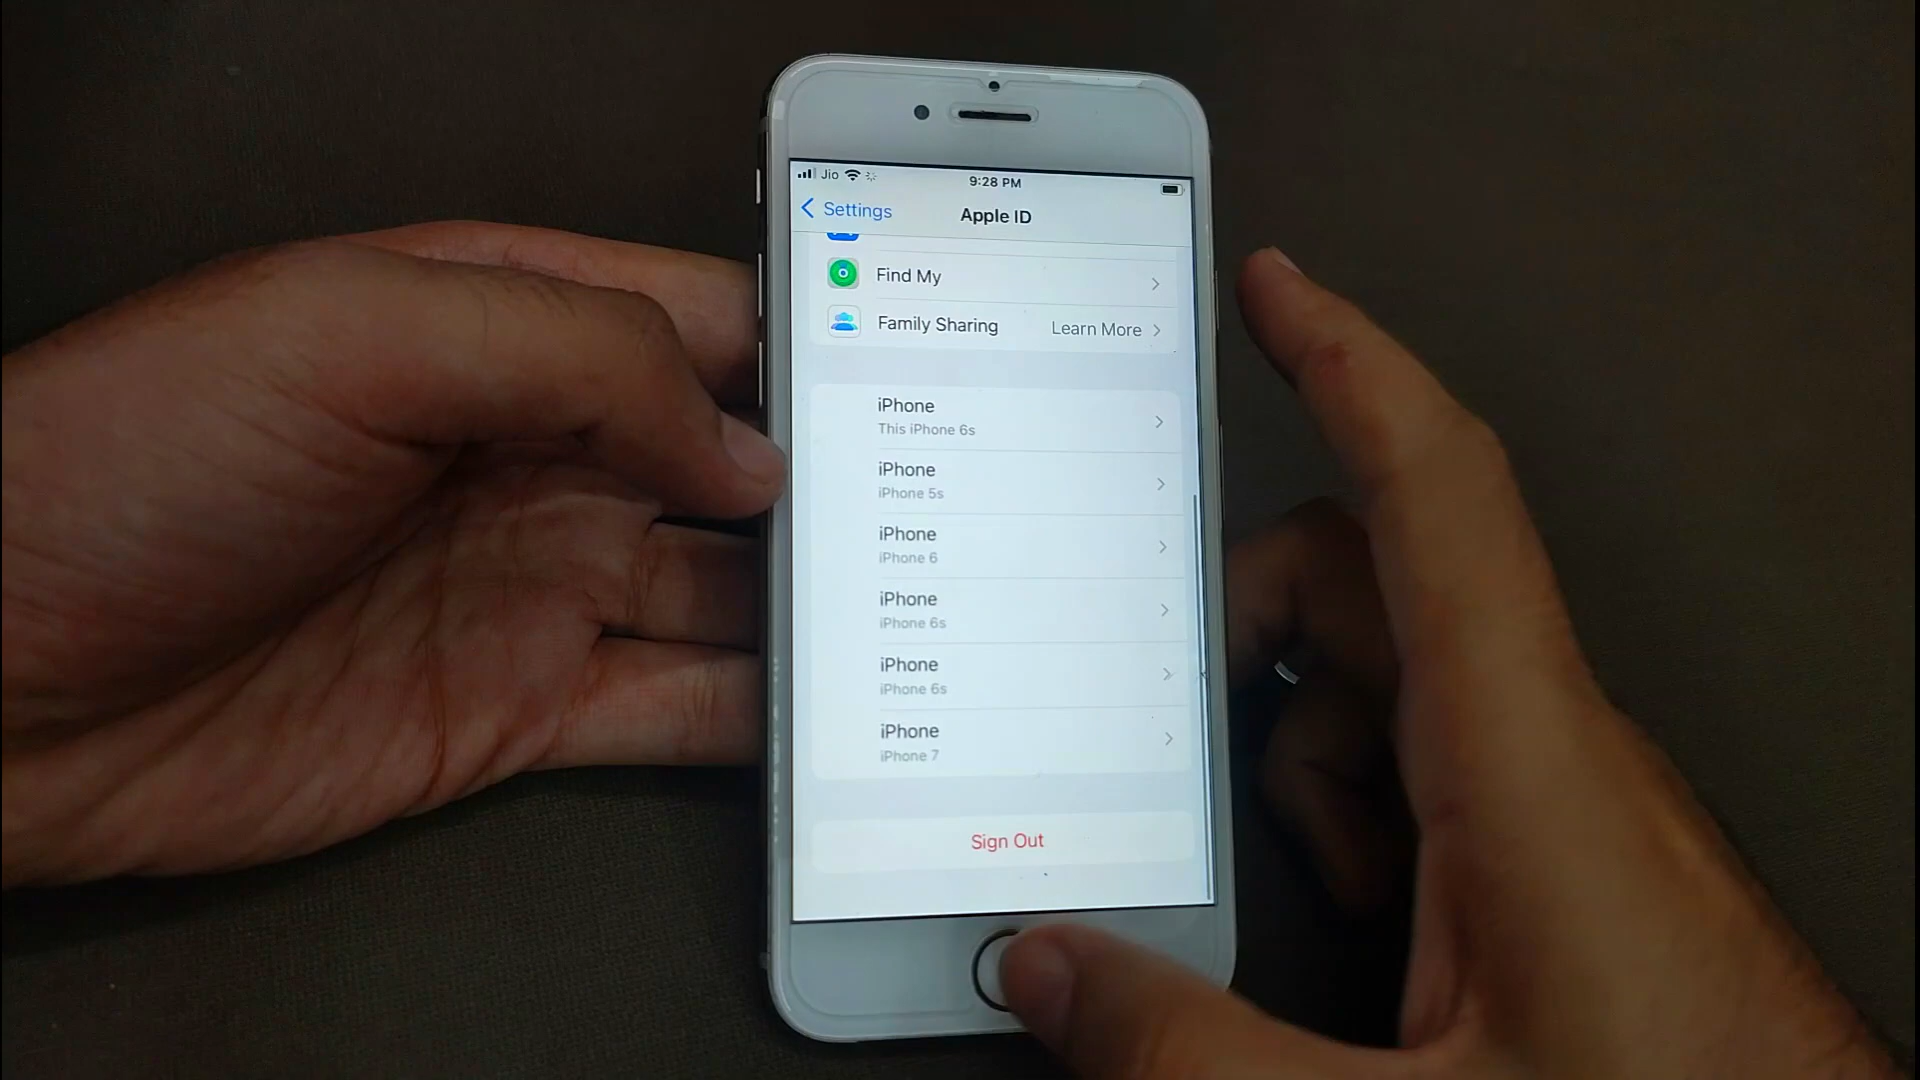 Jio
9:28 PM
Settings
Apple ID
Find My
Family Sharing Learn More
iPhone
This iPhone 6s
iPhone
iPhone 5s
iPhone
iPhone 6
iPhone
iPhone 6s
iPhone
iPhone 6s
iPhone
iPhone 7
Sign Out